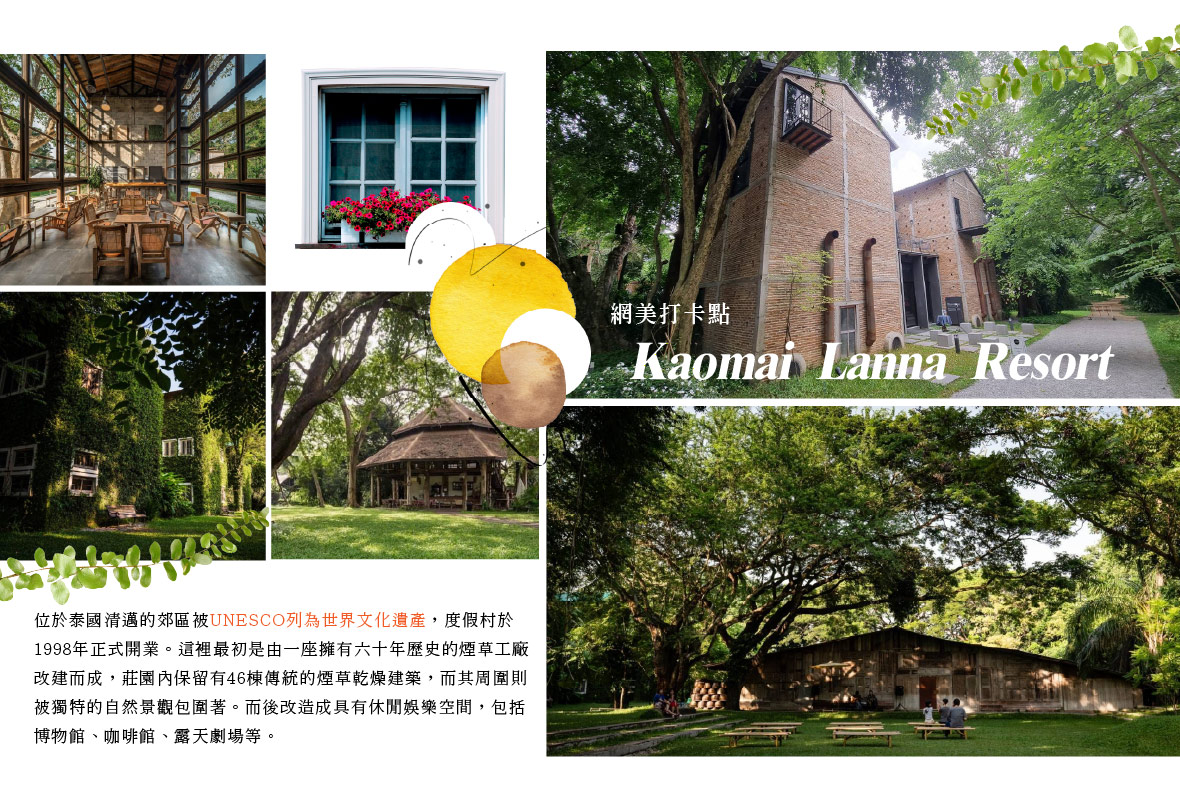 網美打卡點
Kaomai Lanna Resort
位於泰國清邁的郊區被UNESCO列為世界文化遺產，度假村於
1998年正式開業。這裡最初是由一座擁有六十年歷史的煙草工廠
改建而成，莊園內保留有46棟傳統的煙草乾燥建築，而其周圍則
被獨特的自然景觀包圍著。而後改造成具有休閒娛樂空間，包括
博物館、咖啡館、露天劇場等。